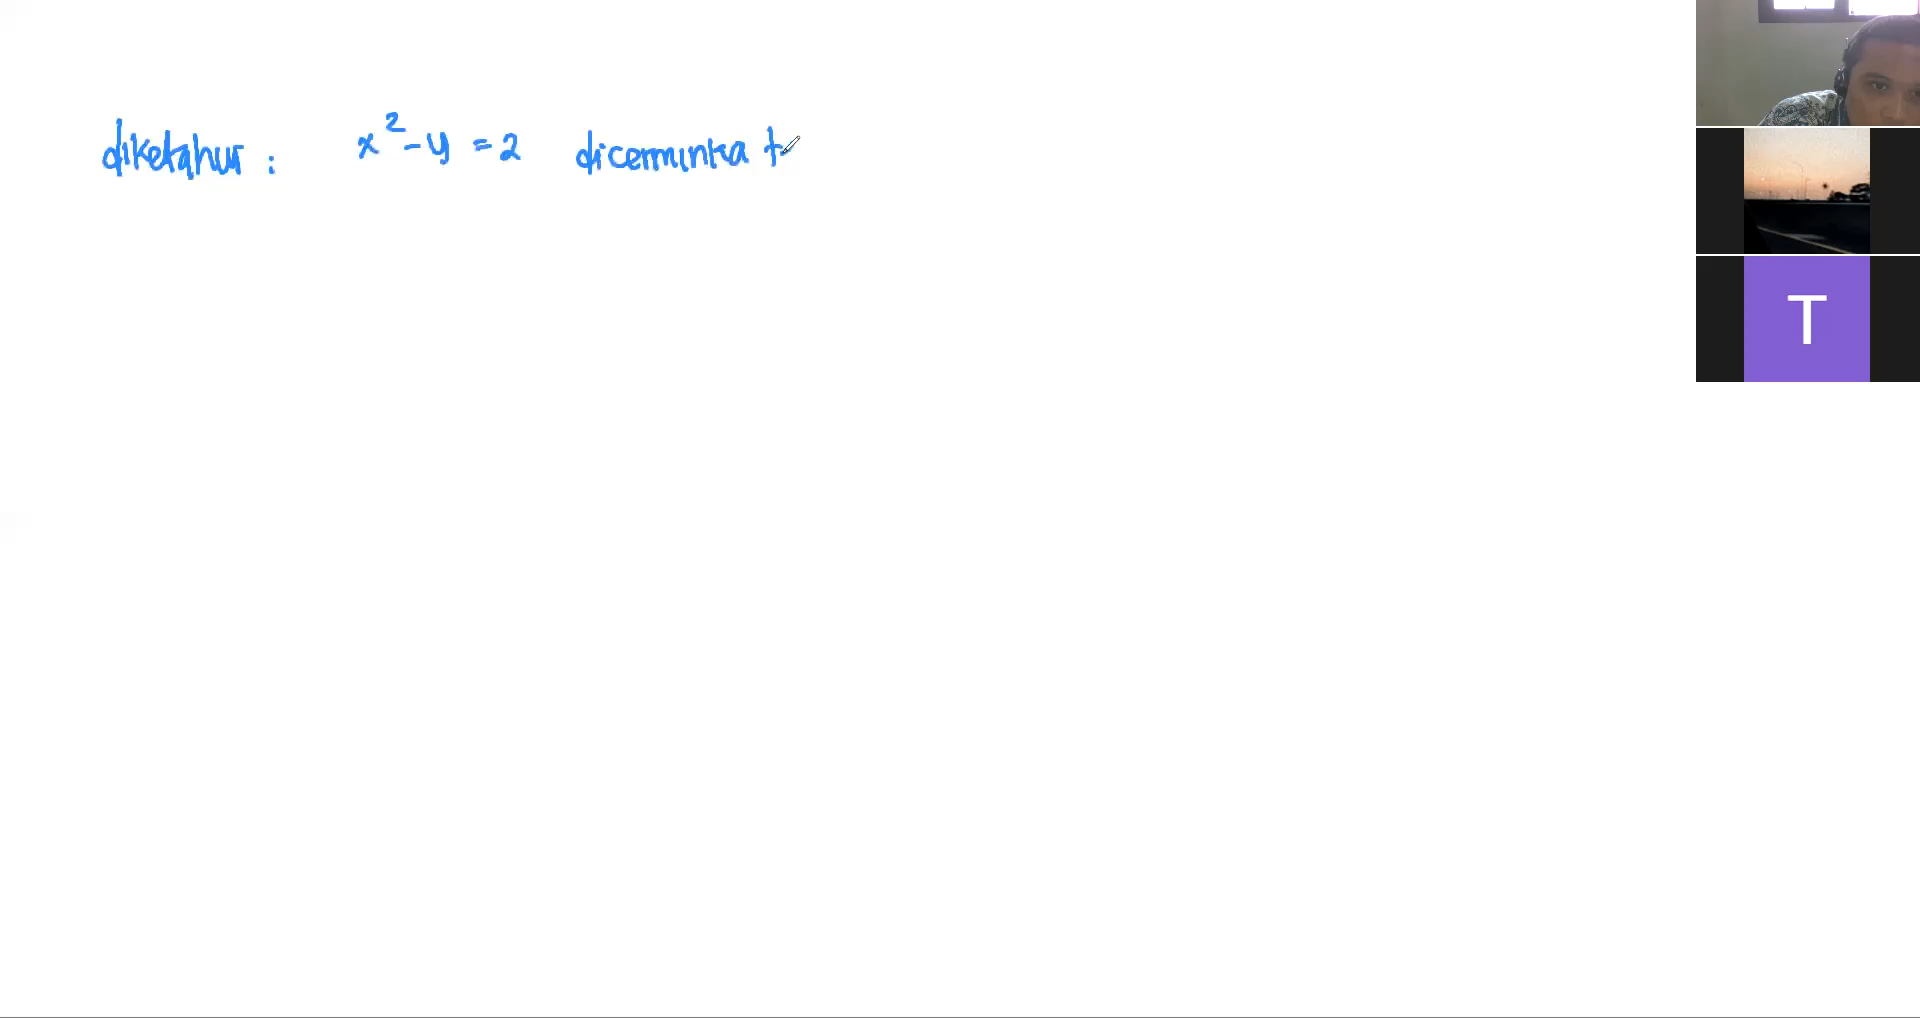 diketahui : x² - y = 2 dicerminka t
T